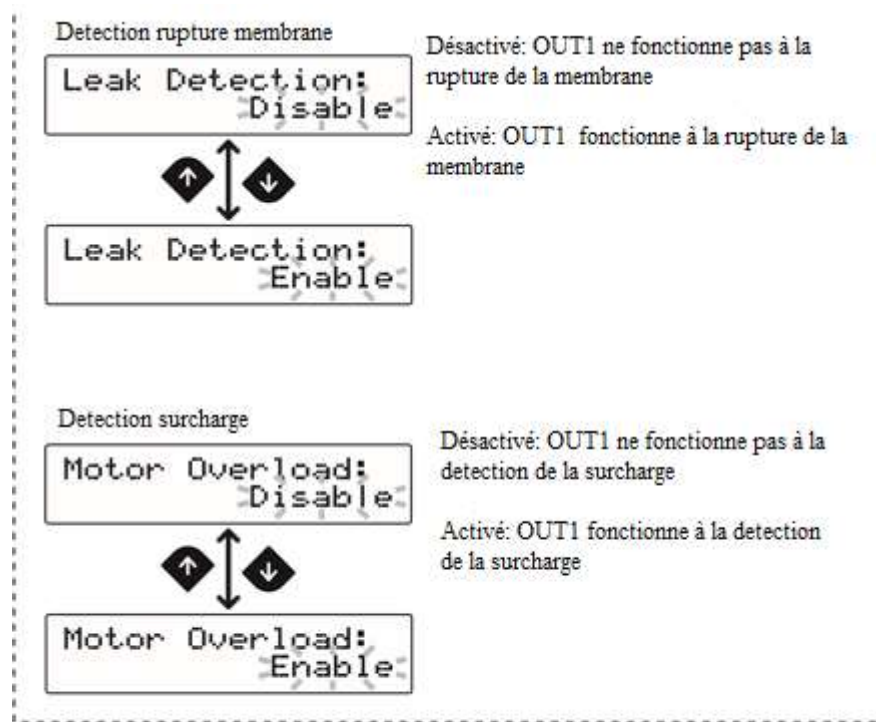 Detection rupture membrane
Leak Detection:
Disable
Leak Detection:
Enable
Désactivé: OUT1 ne fonctionne pas à la
rupture de la membrane
Activé: OUT1 fonctionne à la rupture de la
membrane
Detection surcharge
Motor Overload:
Disable
Motor Overload:
Enable
Désactivé: OUT1 ne fonctionne pas à la
detection de la surcharge
Activé: OUT1 fonctionne à la detection
de la surcharge